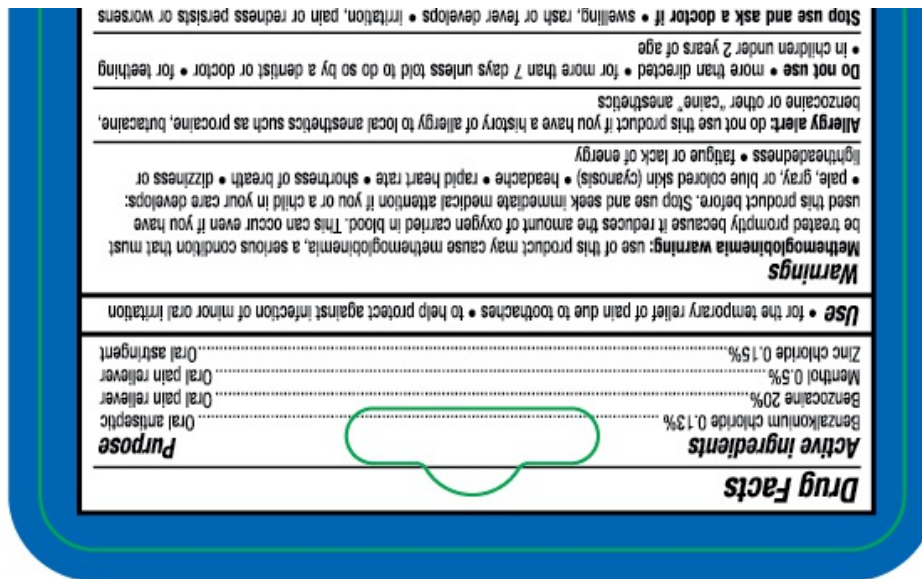 Drug Facts
Active ingredients Purpose
Benzalkonium chloride 0.13% ........ Oral antiseptic
Benzocaine 20% ........ Oral pain reliever
Menthol 0.5% ........ Oral pain reliever
Zinc chloride 0.15% ........ Oral astringent
Use • for the temporary relief of pain due to toothaches • to help protect against infection of minor oral irritation
Warnings
Methemoglobinemia warning: use of this product may cause methemoglobinemia, a serious condition that must
be treated promptly because it reduces the amount of oxygen carried in blood. This can occur even if you have
used this product before. Stop use and seek immediate medical attention if you or a child in your care develops:
• pale, gray, or blue colored skin (cyanosis) • headache • rapid heart rate • shortness of breath • dizziness or
lightheadedness • fatigue or lack of energy
Allergy alert: do not use this product if you have a history of allergy to local anesthetics such as procaine, butacaine,
benzocaine or other "caine" anesthetics
Do not use • more than directed • for more than 7 days unless told to do so by a dentist or doctor • for teething
• in children under 2 years of age
Stop use and ask a doctor if • swelling, rash or fever develops • irritation, pain or redness persists or worsens